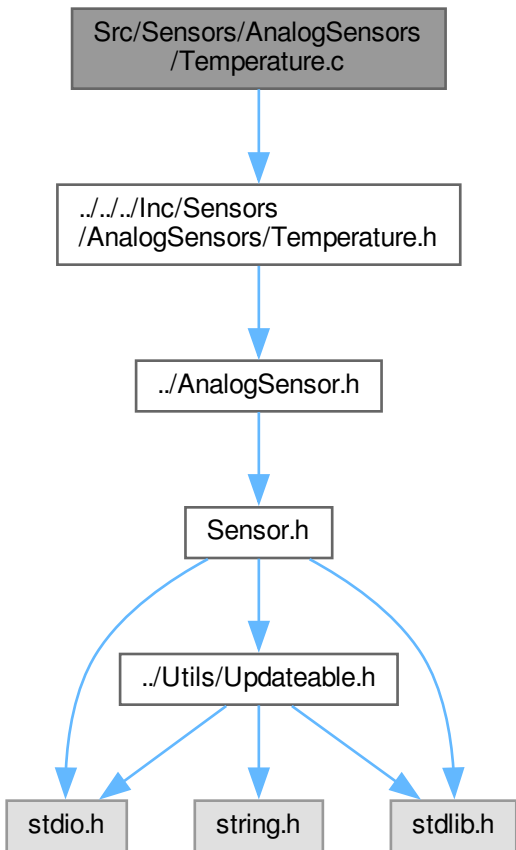 Src/Sensors/AnalogSensors
/Temperature.c
../../../Inc/Sensors
/AnalogSensors/Temperature.h
../AnalogSensor.h
Sensor.h
../Utils/Updateable.h
stdio.h
string.h
stdlib.h